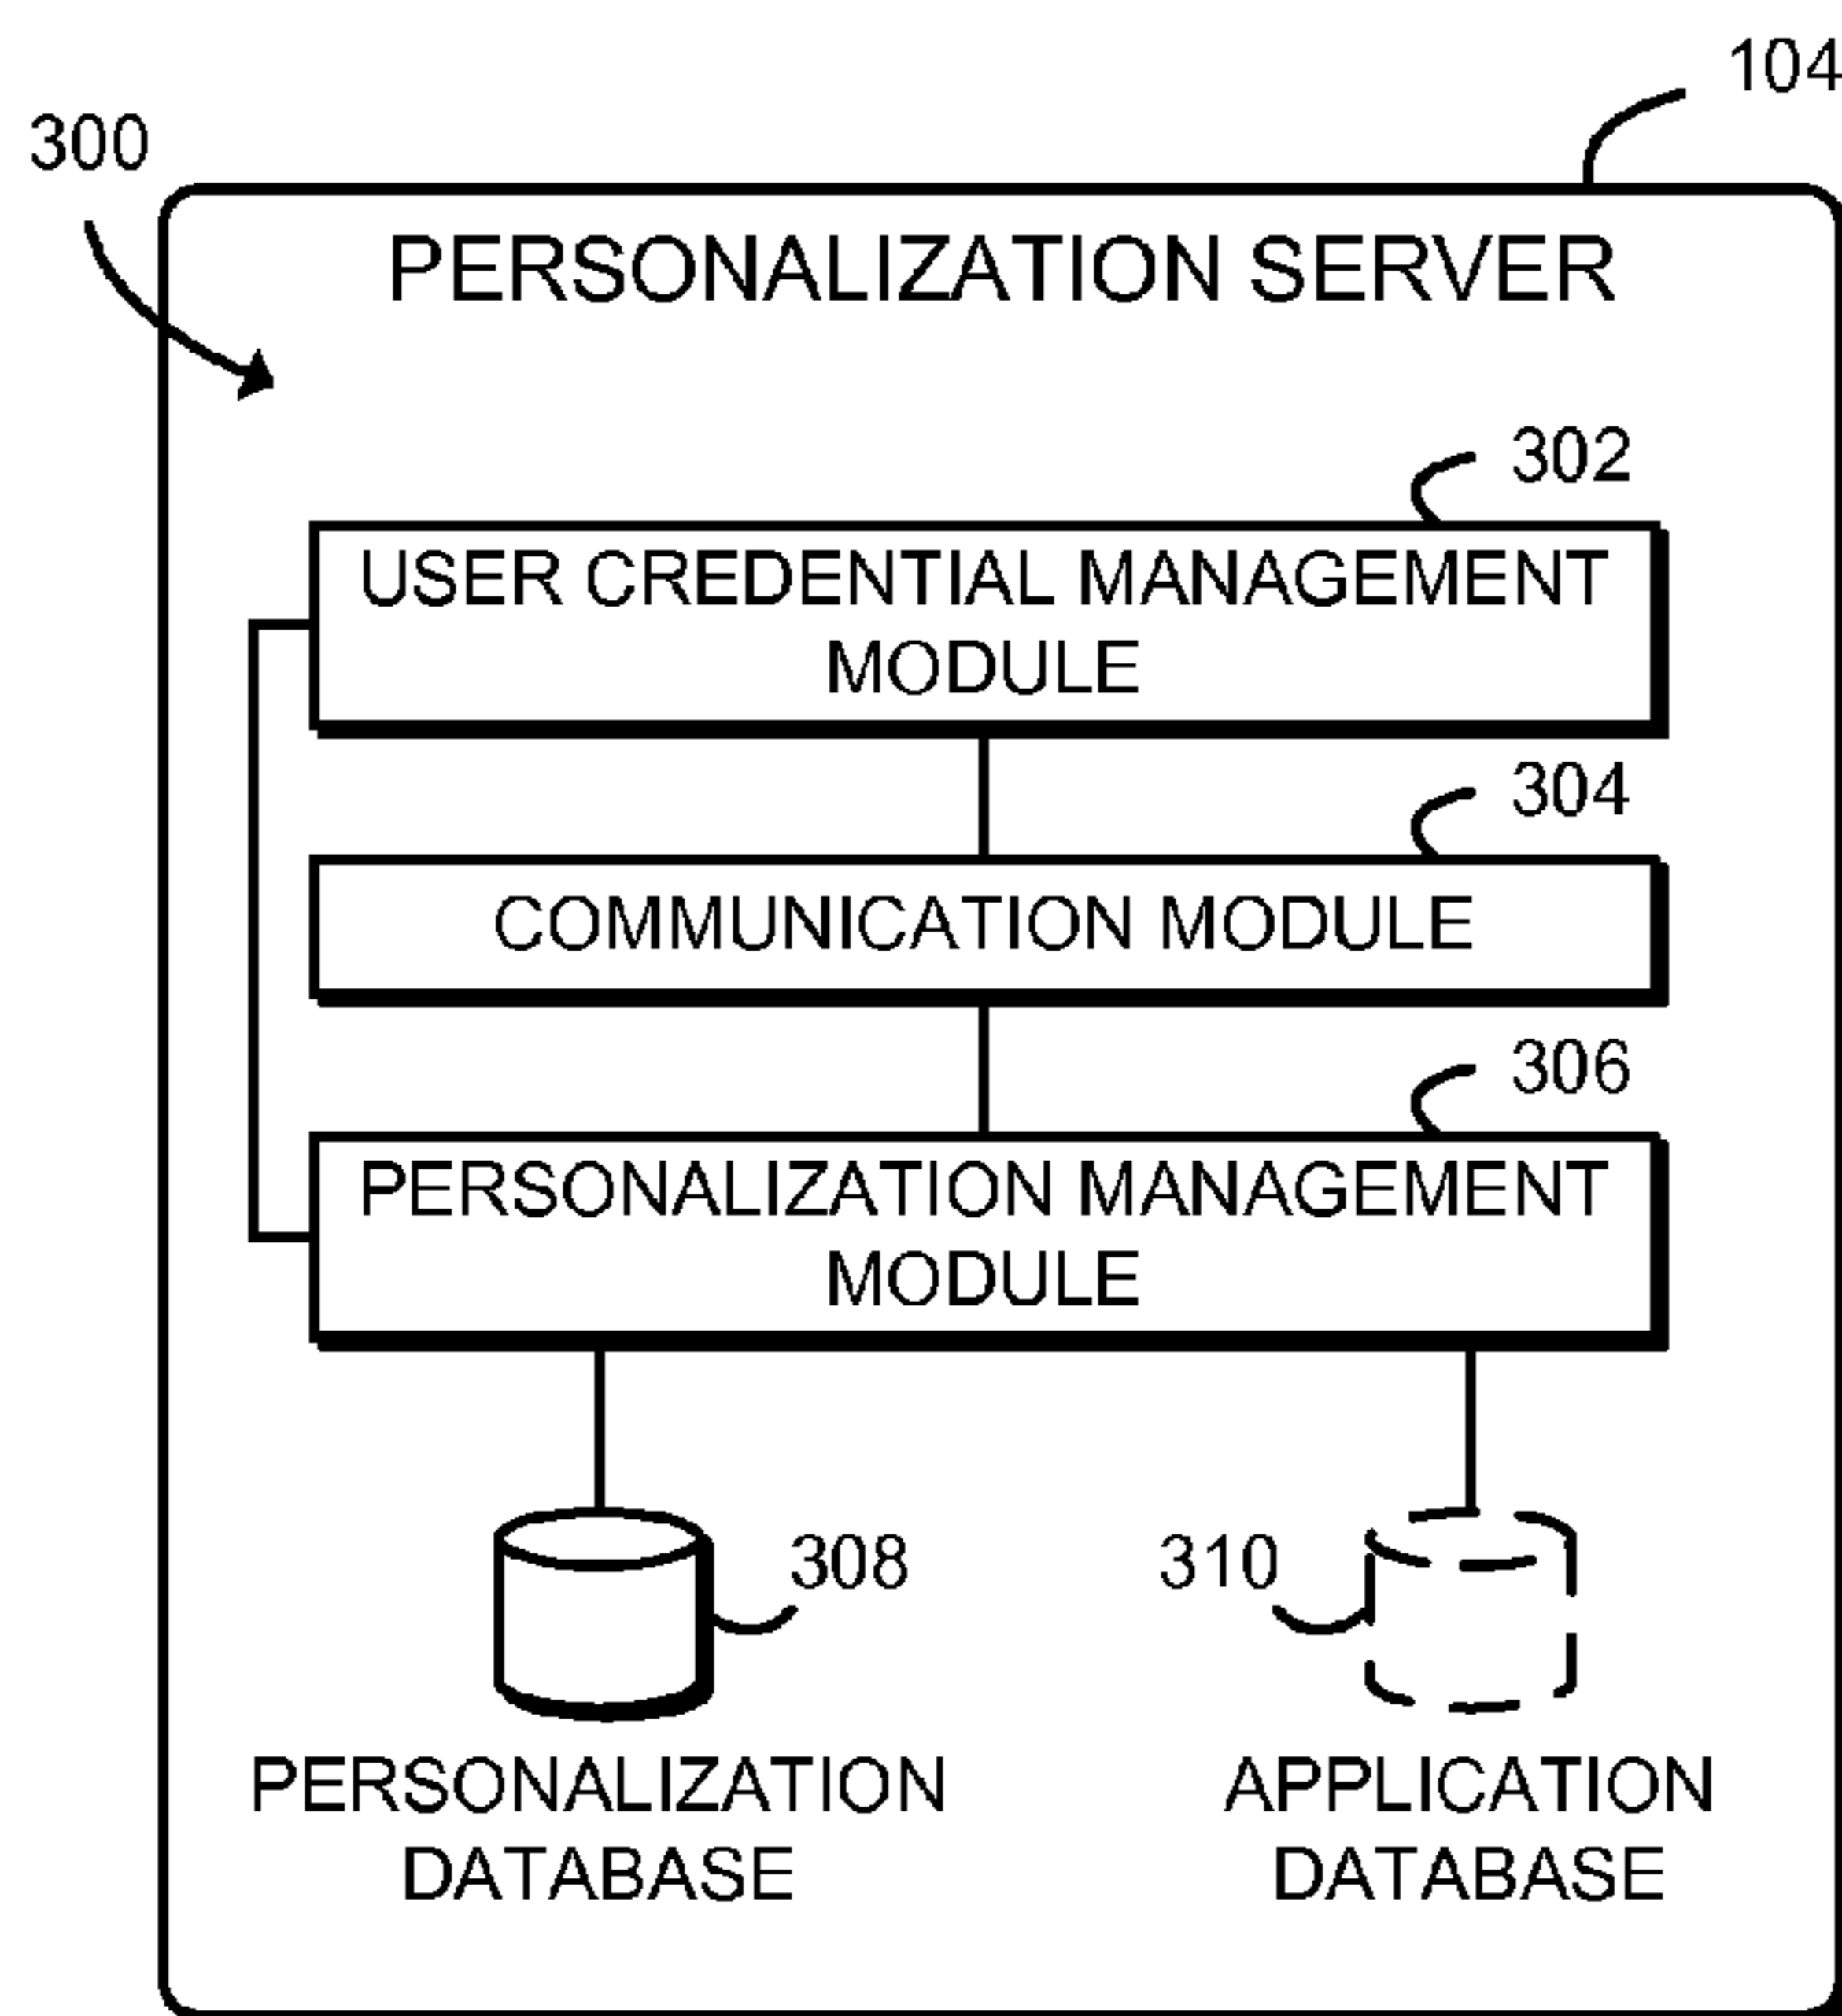 104
300
PERSONALIZATION SERVER
302
USER CREDENTIAL MANAGEMENT
MODULE
304
COMMUNICATION MODULE
306
PERSONALIZATION MANAGEMENT
MODULE
308
310
PERSONALIZATION
DATABASE
APPLICATION
DATABASE